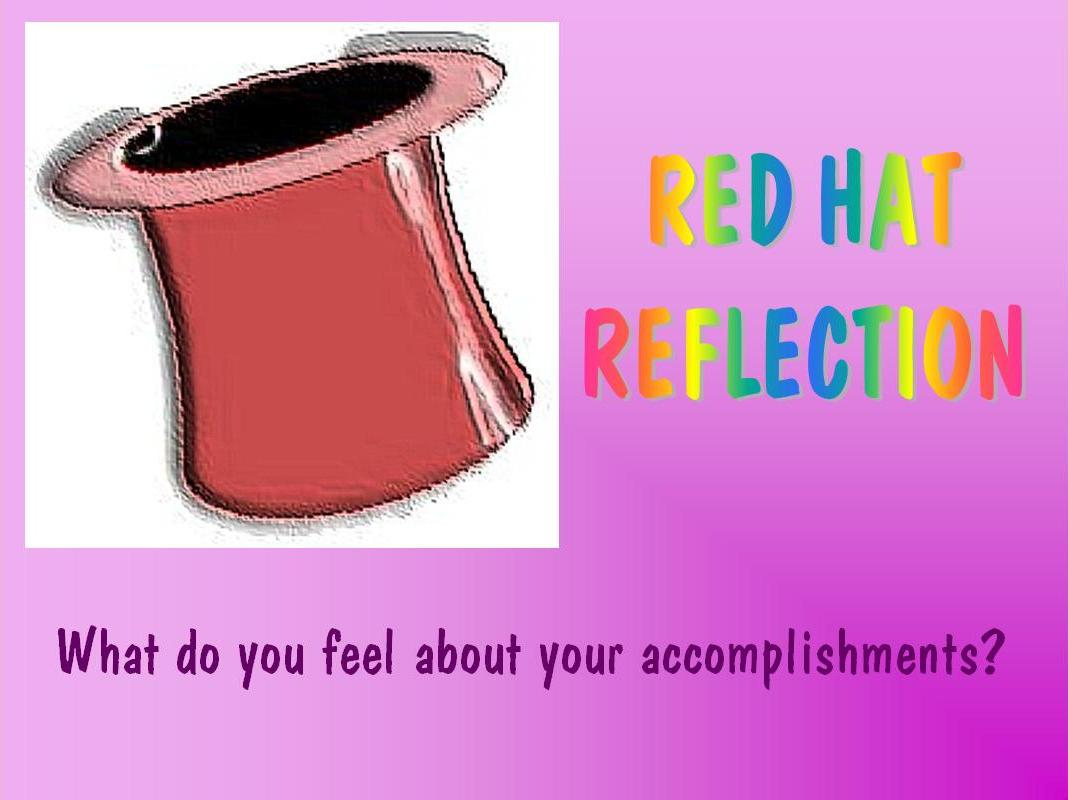 RED HAT
REFLECTION
What do you feel about your accomplishments?